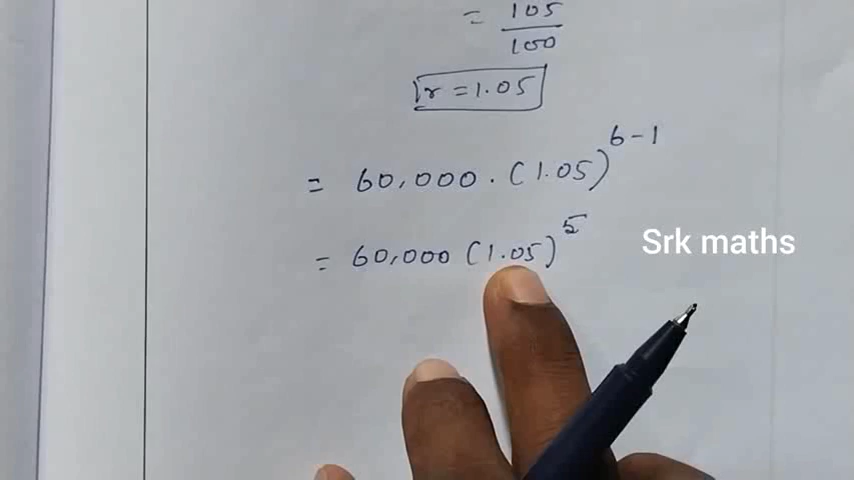 = 105
100
r = 1.05
= 60,000 . (1.05)^6-1
= 60,000 (1.05)^5
Srk maths